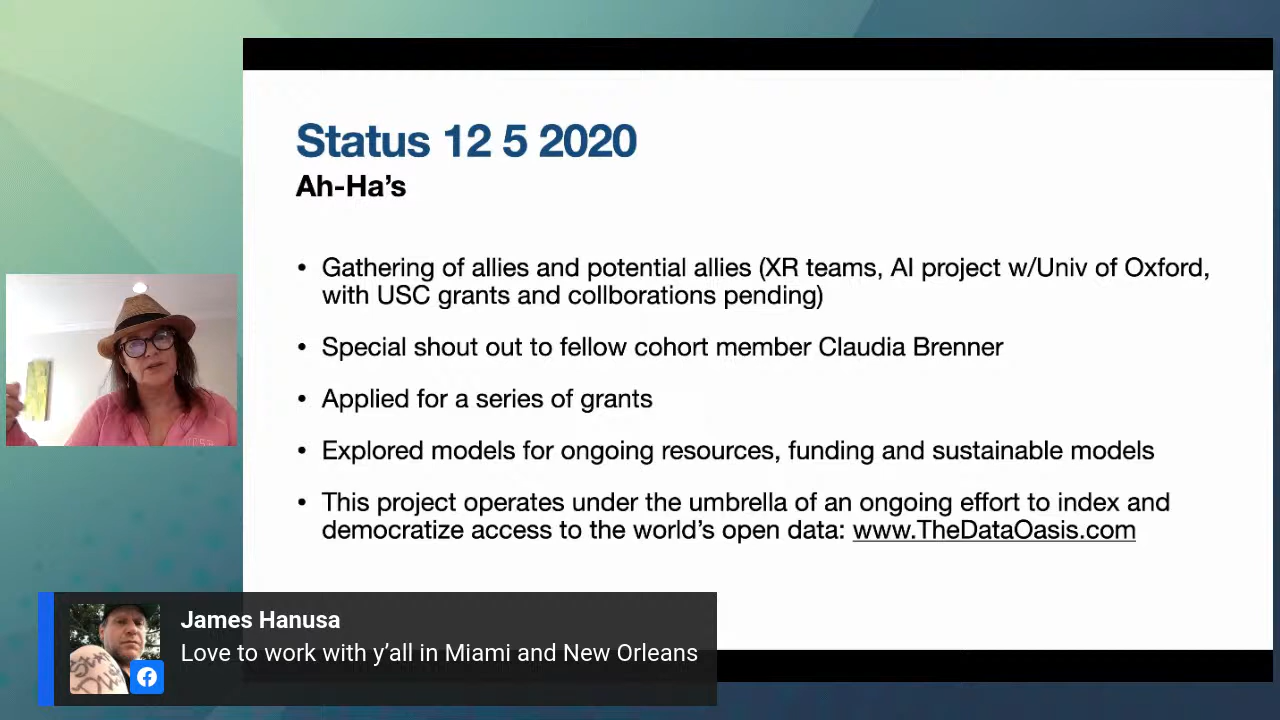 Status 12 5 2020
Ah-Ha's
• Gathering of allies and potential allies (XR teams, AI project w/Univ of Oxford,
with USC grants and collborations pending)
• Special shout out to fellow cohort member Claudia Brenner
• Applied for a series of grants
• Explored models for ongoing resources, funding and sustainable models
• This project operates under the umbrella of an ongoing effort to index and
democratize access to the world's open data: www.TheDataOasis.com
James Hanusa
Love to work with y'all in Miami and New Orleans